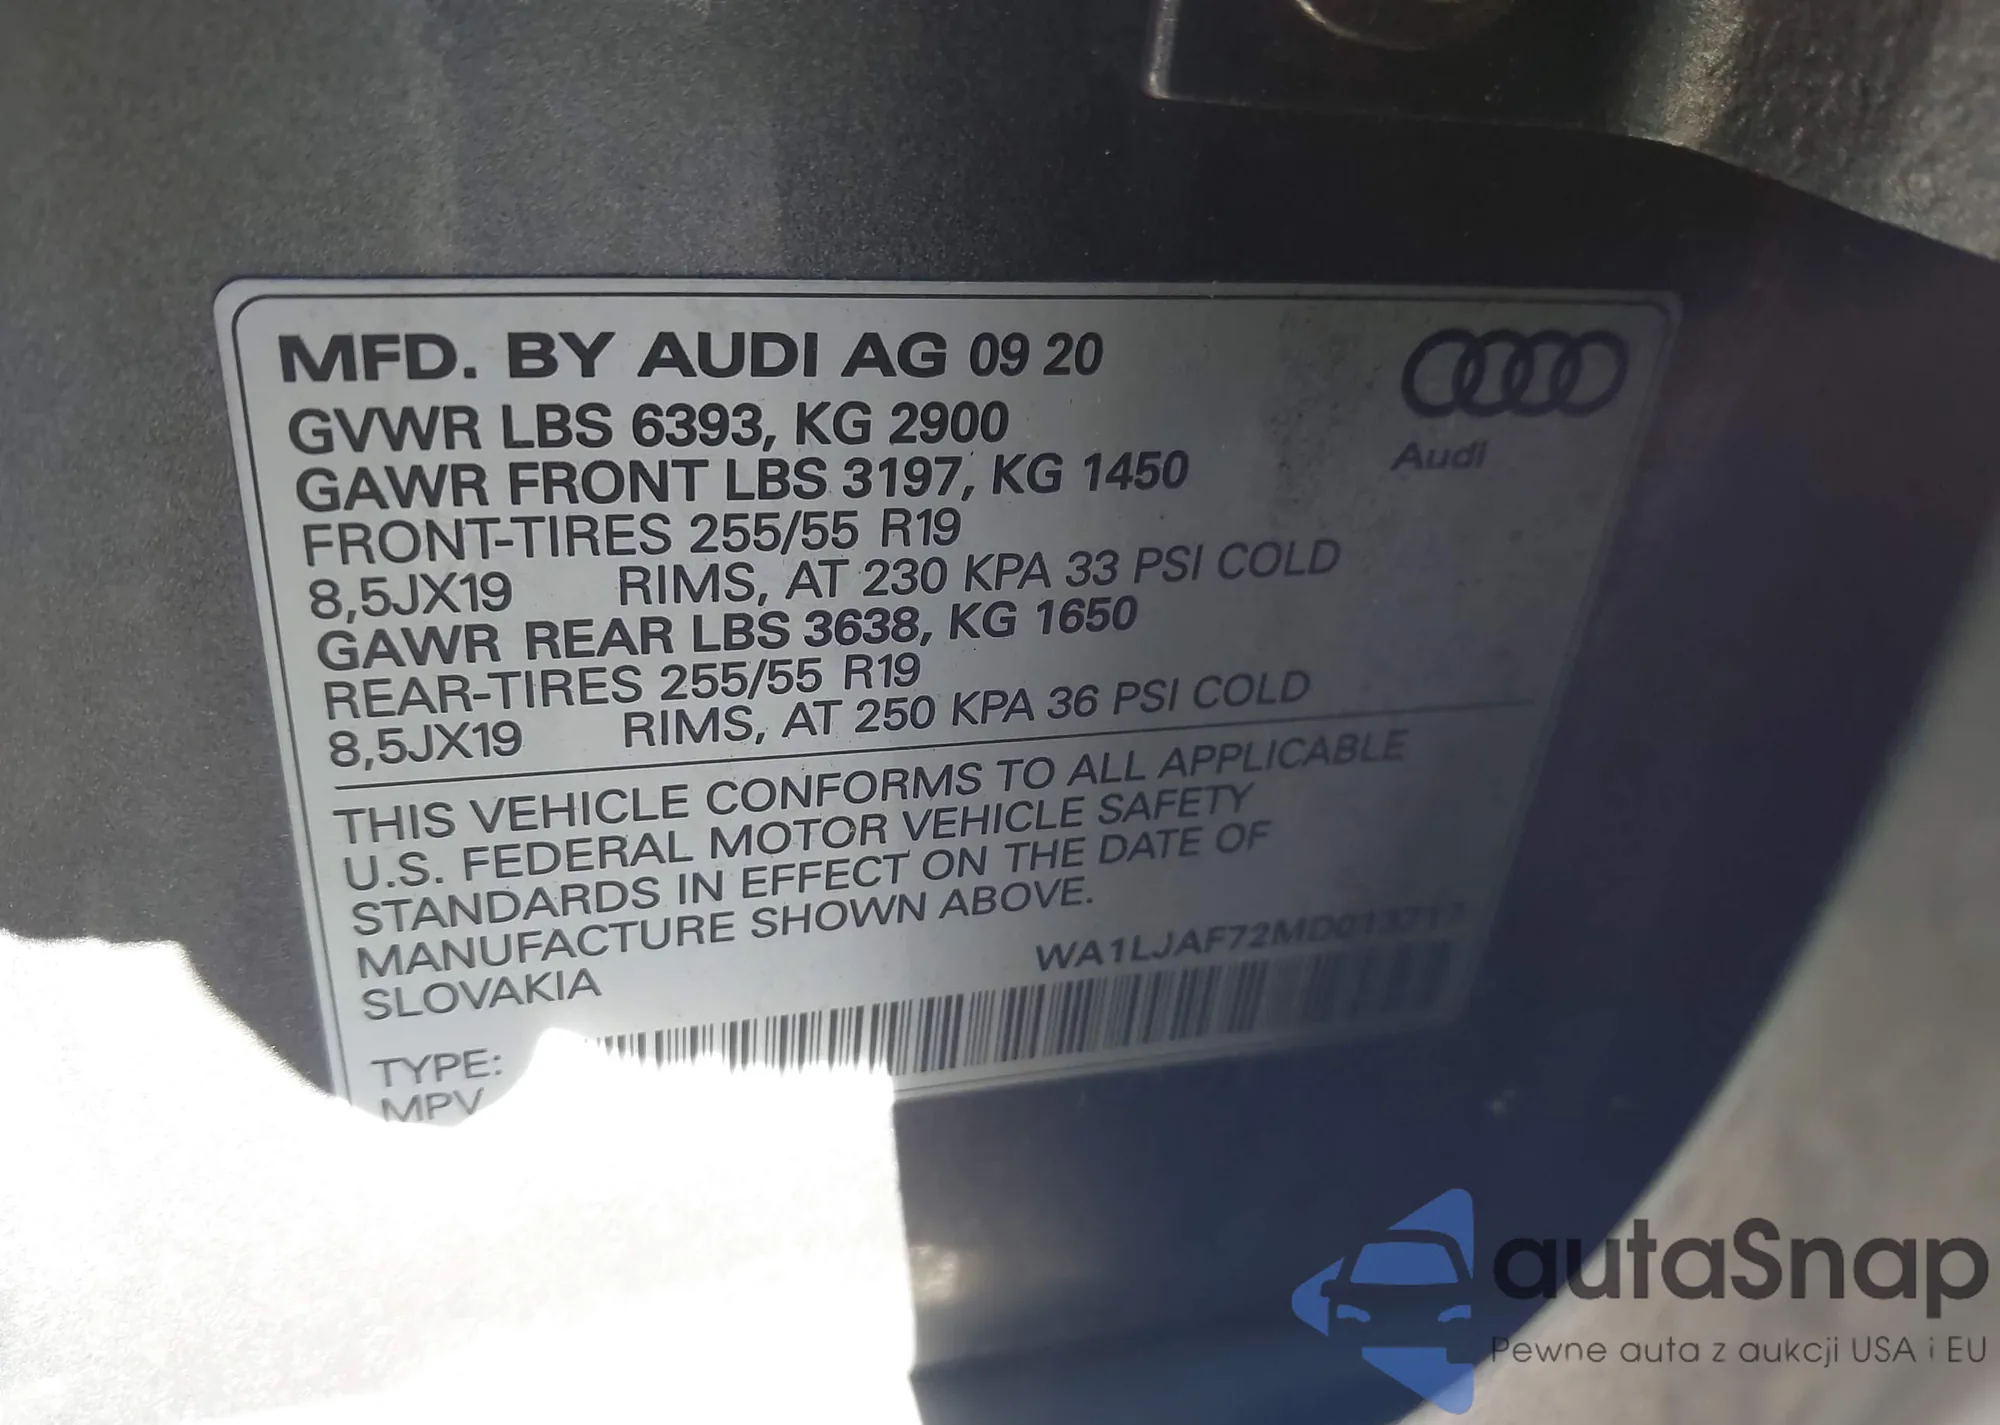 MFD. BY AUDI AG 09 20
Audi
GVWR LBS 6393, KG 2900
GAWR FRONT LBS 3197, KG 1450
FRONT-TIRES 255/55 R19
8,5JX19 RIMS, AT 230 KPA 33 PSI COLD
GAWR REAR LBS 3638, KG 1650
REAR-TIRES 255/55 R19
8,5JX19 RIMS, AT 250 KPA 36 PSI COLD
THIS VEHICLE CONFORMS TO ALL APPLICABLE
U.S. FEDERAL MOTOR VEHICLE SAFETY
STANDARDS IN EFFECT ON THE DATE OF
MANUFACTURE SHOWN ABOVE.
SLOVAKIA
TYPE:
MPV
autaSnap
Pewne auta z aukcji USA i EU